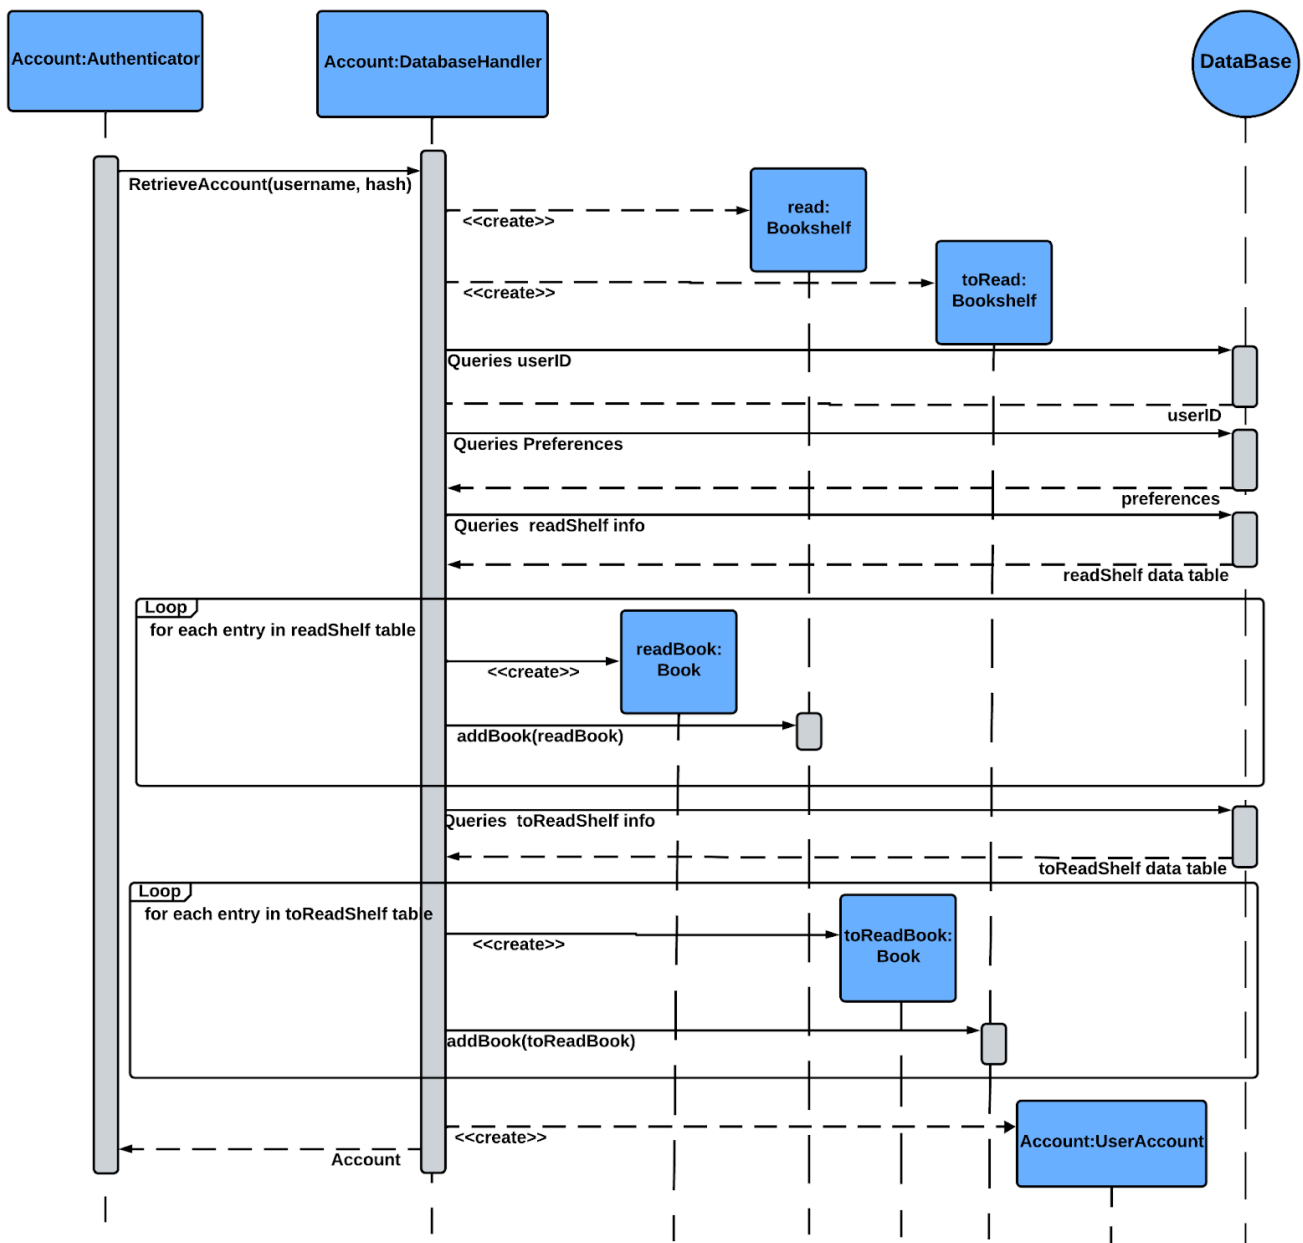 Account:Authenticator
Account:DatabaseHandler
DataBase
RetrieveAccount(username, hash)
read:
Bookshelf
<<create>>
toRead:
Bookshelf
<<create>>
Queries userID
userID
Queries Preferences
preferences
Queries  readShelf info
readShelf data table
Loop
for each entry in readShelf table
readBook:
Book
<<create>>
addBook(readBook)
Queries  toReadShelf info
toReadShelf data table
Loop
for each entry in toReadShelf table
toReadBook:
Book
<<create>>
addBook(toReadBook)
<<create>>
Account:UserAccount
Account